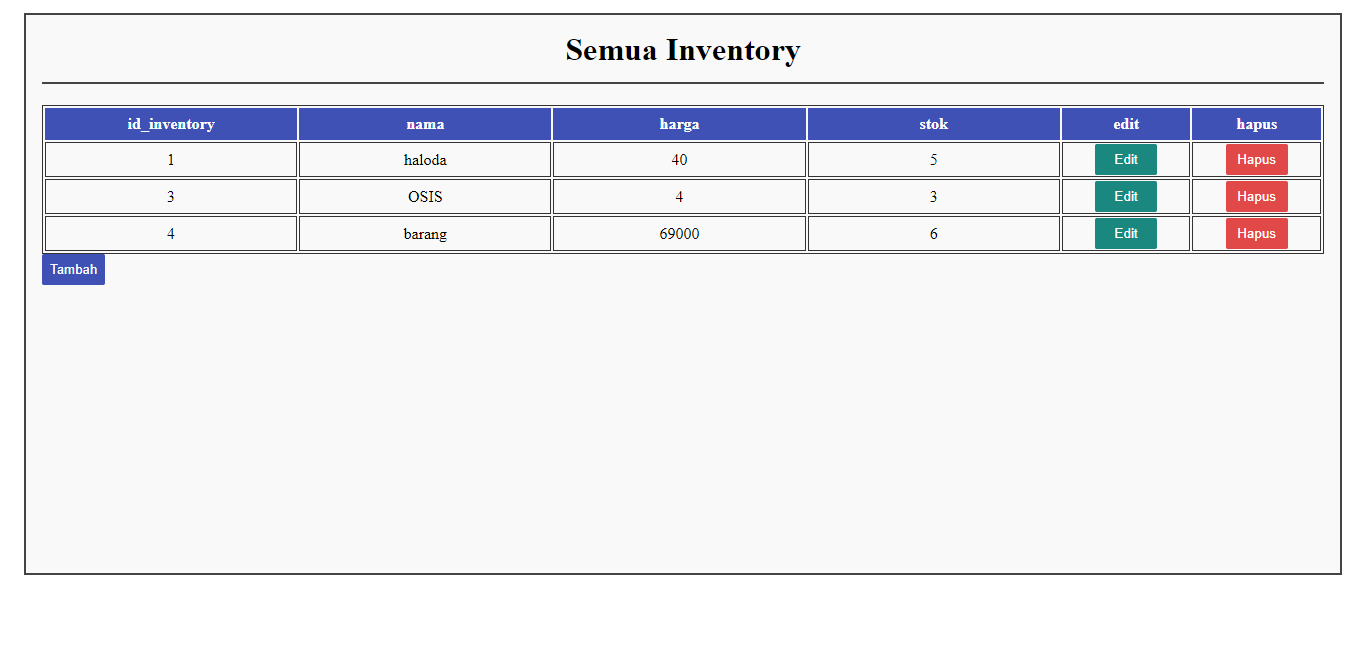 Semua Inventory
id_inventory nama harga stok edit hapus
1 haloda 40 5 Edit Hapus
3 OSIS 4 3 Edit Hapus
4 barang 69000 6 Edit Hapus
Tambah